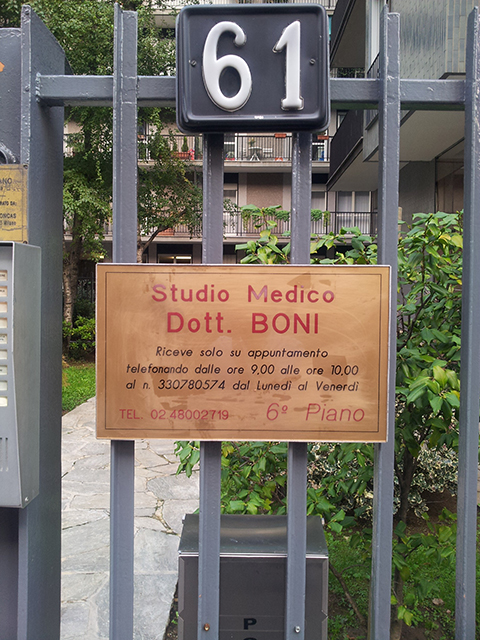 61
Studio Medico
Dott. BONI
Riceve solo su appuntamento
telefonando dalle ore 9,00 alle ore 10,00
al n. 330780574 dal Lunedì al Venerdì
TEL. 02 48002719 6º Piano